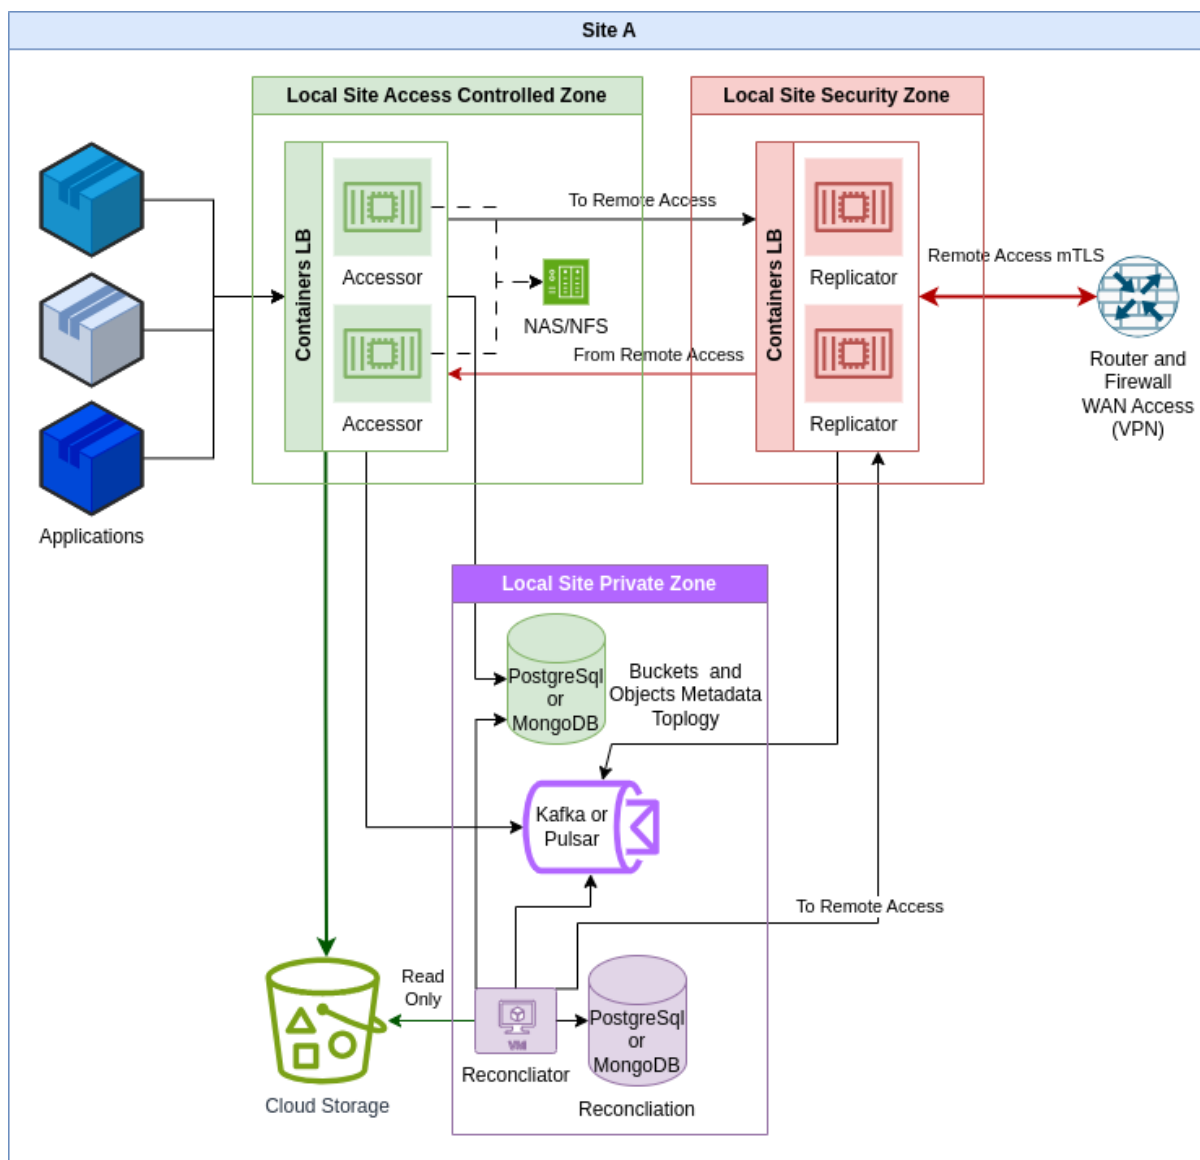 Site A
Local Site Access Controlled Zone
Local Site Security Zone
Containers LB
Accessor
Accessor
To Remote Access
NAS/NFS
From Remote Access
Containers LB
Replicator
Replicator
Remote Access mTLS
Router and
Firewall
WAN Access
(VPN)
Applications
Local Site Private Zone
PostgreSql
or
MongoDB
Buckets and
Objects Metadata
Toplogy
Kafka or
Pulsar
To Remote Access
Read
Only
VM
Reconcliator
PostgreSql
or
MongoDB
Reconcliation
Cloud Storage